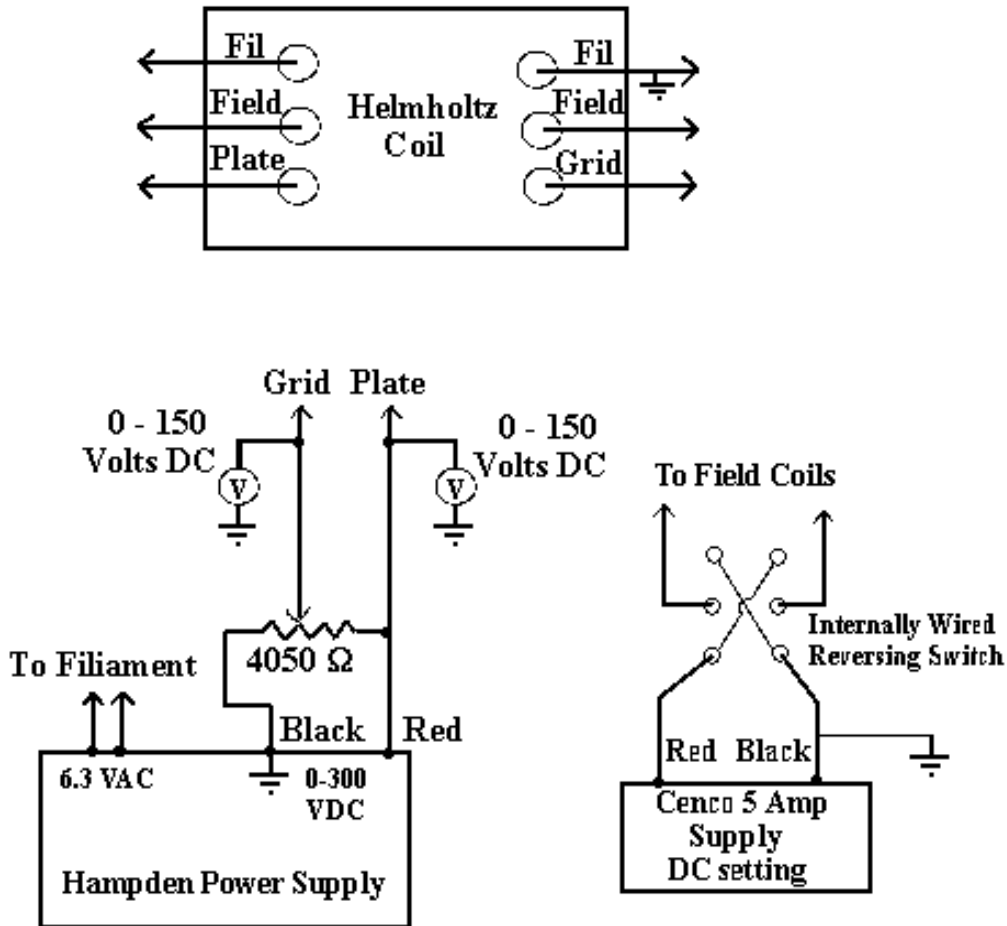 Fil
Fil
Field
Helmholtz
Coil
Field
Plate
Grid
Grid Plate
0 - 150
Volts DC
V
V
0 - 150
Volts DC
To Field Coils
4050 Ω
Internally Wired
Reversing Switch
To Filiament
Black
Red
Red Black
6.3 VAC
0-300
VDC
Hampden Power Supply
Cenco 5 Amp
Supply
DC setting